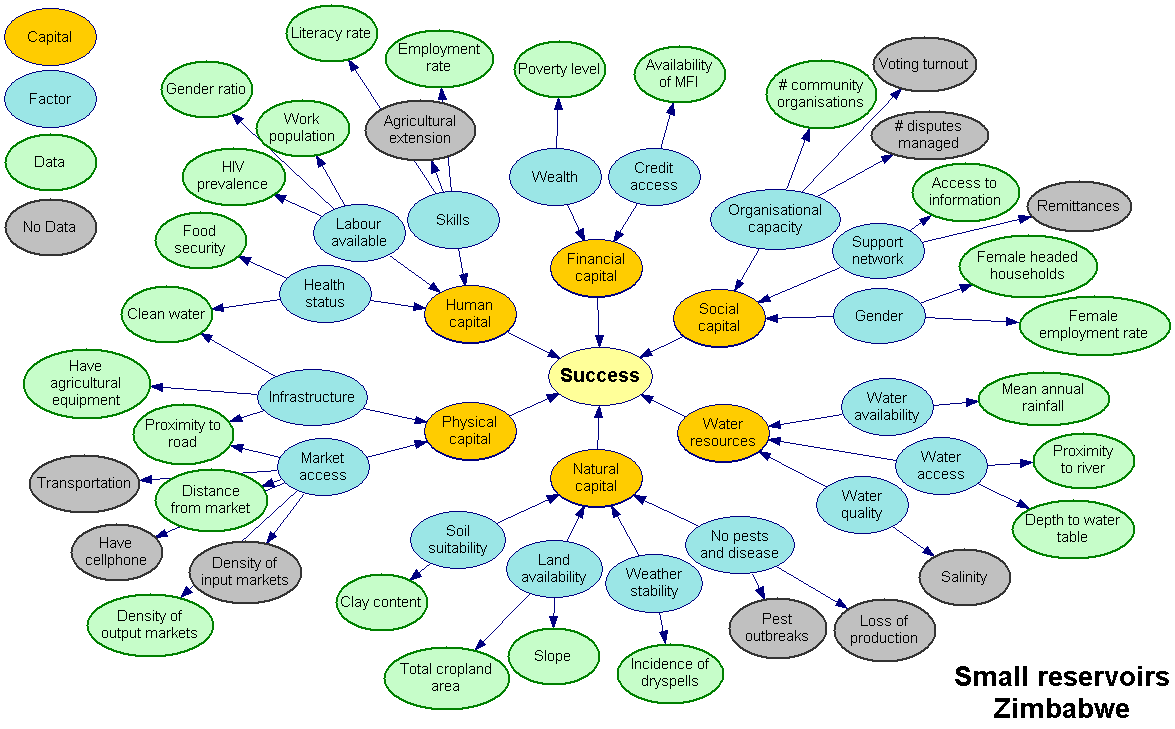 Capital
Factor
Data
No Data
Literacy rate
Employment
rate
Gender ratio
Work
population
Agricultural
extension
HIV
prevalence
Labour
available
Skills
Food
security
Health
status
Human
capital
Clean water
Poverty level
Availability
of MFI
Wealth
Credit
access
Financial
capital
# community
organisations
Voting turnout
# disputes
managed
Organisational
capacity
Access to
information
Remittances
Support
network
Female headed
households
Social
capital
Gender
Female
employment rate
Success
Have
agricultural
equipment
Infrastructure
Proximity to
road
Physical
capital
Market
access
Transportation
Distance
from market
Have
cellphone
Density of
input markets
Density of
output markets
Natural
capital
Soil
suitability
Land
availability
Weather
stability
No pests
and disease
Clay content
Total cropland
area
Slope
Incidence of
dryspells
Pest
outbreaks
Loss of
production
Water
resources
Water
availability
Mean annual
rainfall
Water
access
Proximity
to river
Depth to water
table
Water
quality
Salinity
Small reservoirs
Zimbabwe